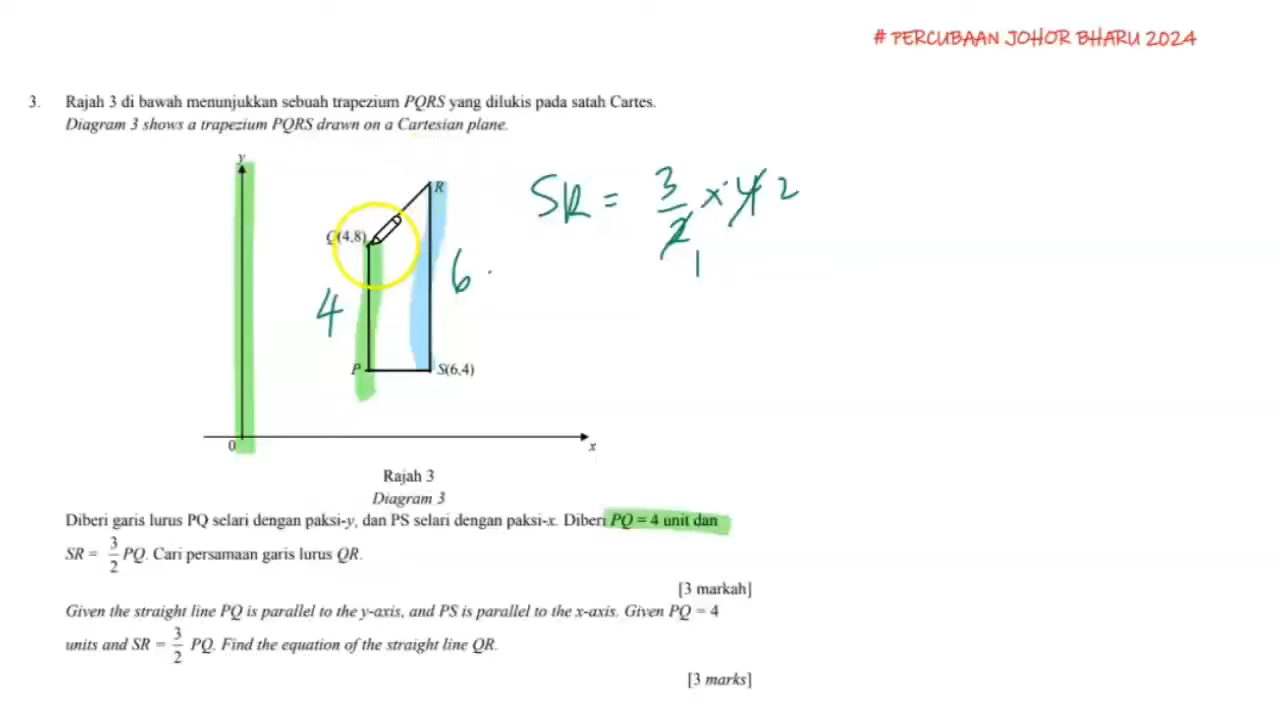 # PERCUBAAN JOHOR BHARU 2024
3. Rajah 3 di bawah menunjukkan sebuah trapezium PQRS yang dilukis pada satah Cartes.
Diagram 3 shows a trapezium PQRS drawn on a Cartesian plane.
y
R
SR = 3/2 x 4 2
1
Q(4,8)
6
4
P
S(6,4)
0
x
Rajah 3
Diagram 3
Diberi garis lurus PQ selari dengan paksi-y, dan PS selari dengan paksi-x. Diberi PQ = 4 unit dan
SR = 3/2 PQ. Cari persamaan garis lurus QR.
[3 markah]
Given the straight line PQ is parallel to the y-axis, and PS is parallel to the x-axis. Given PQ = 4
units and SR = 3/2 PQ. Find the equation of the straight line QR.
[3 marks]